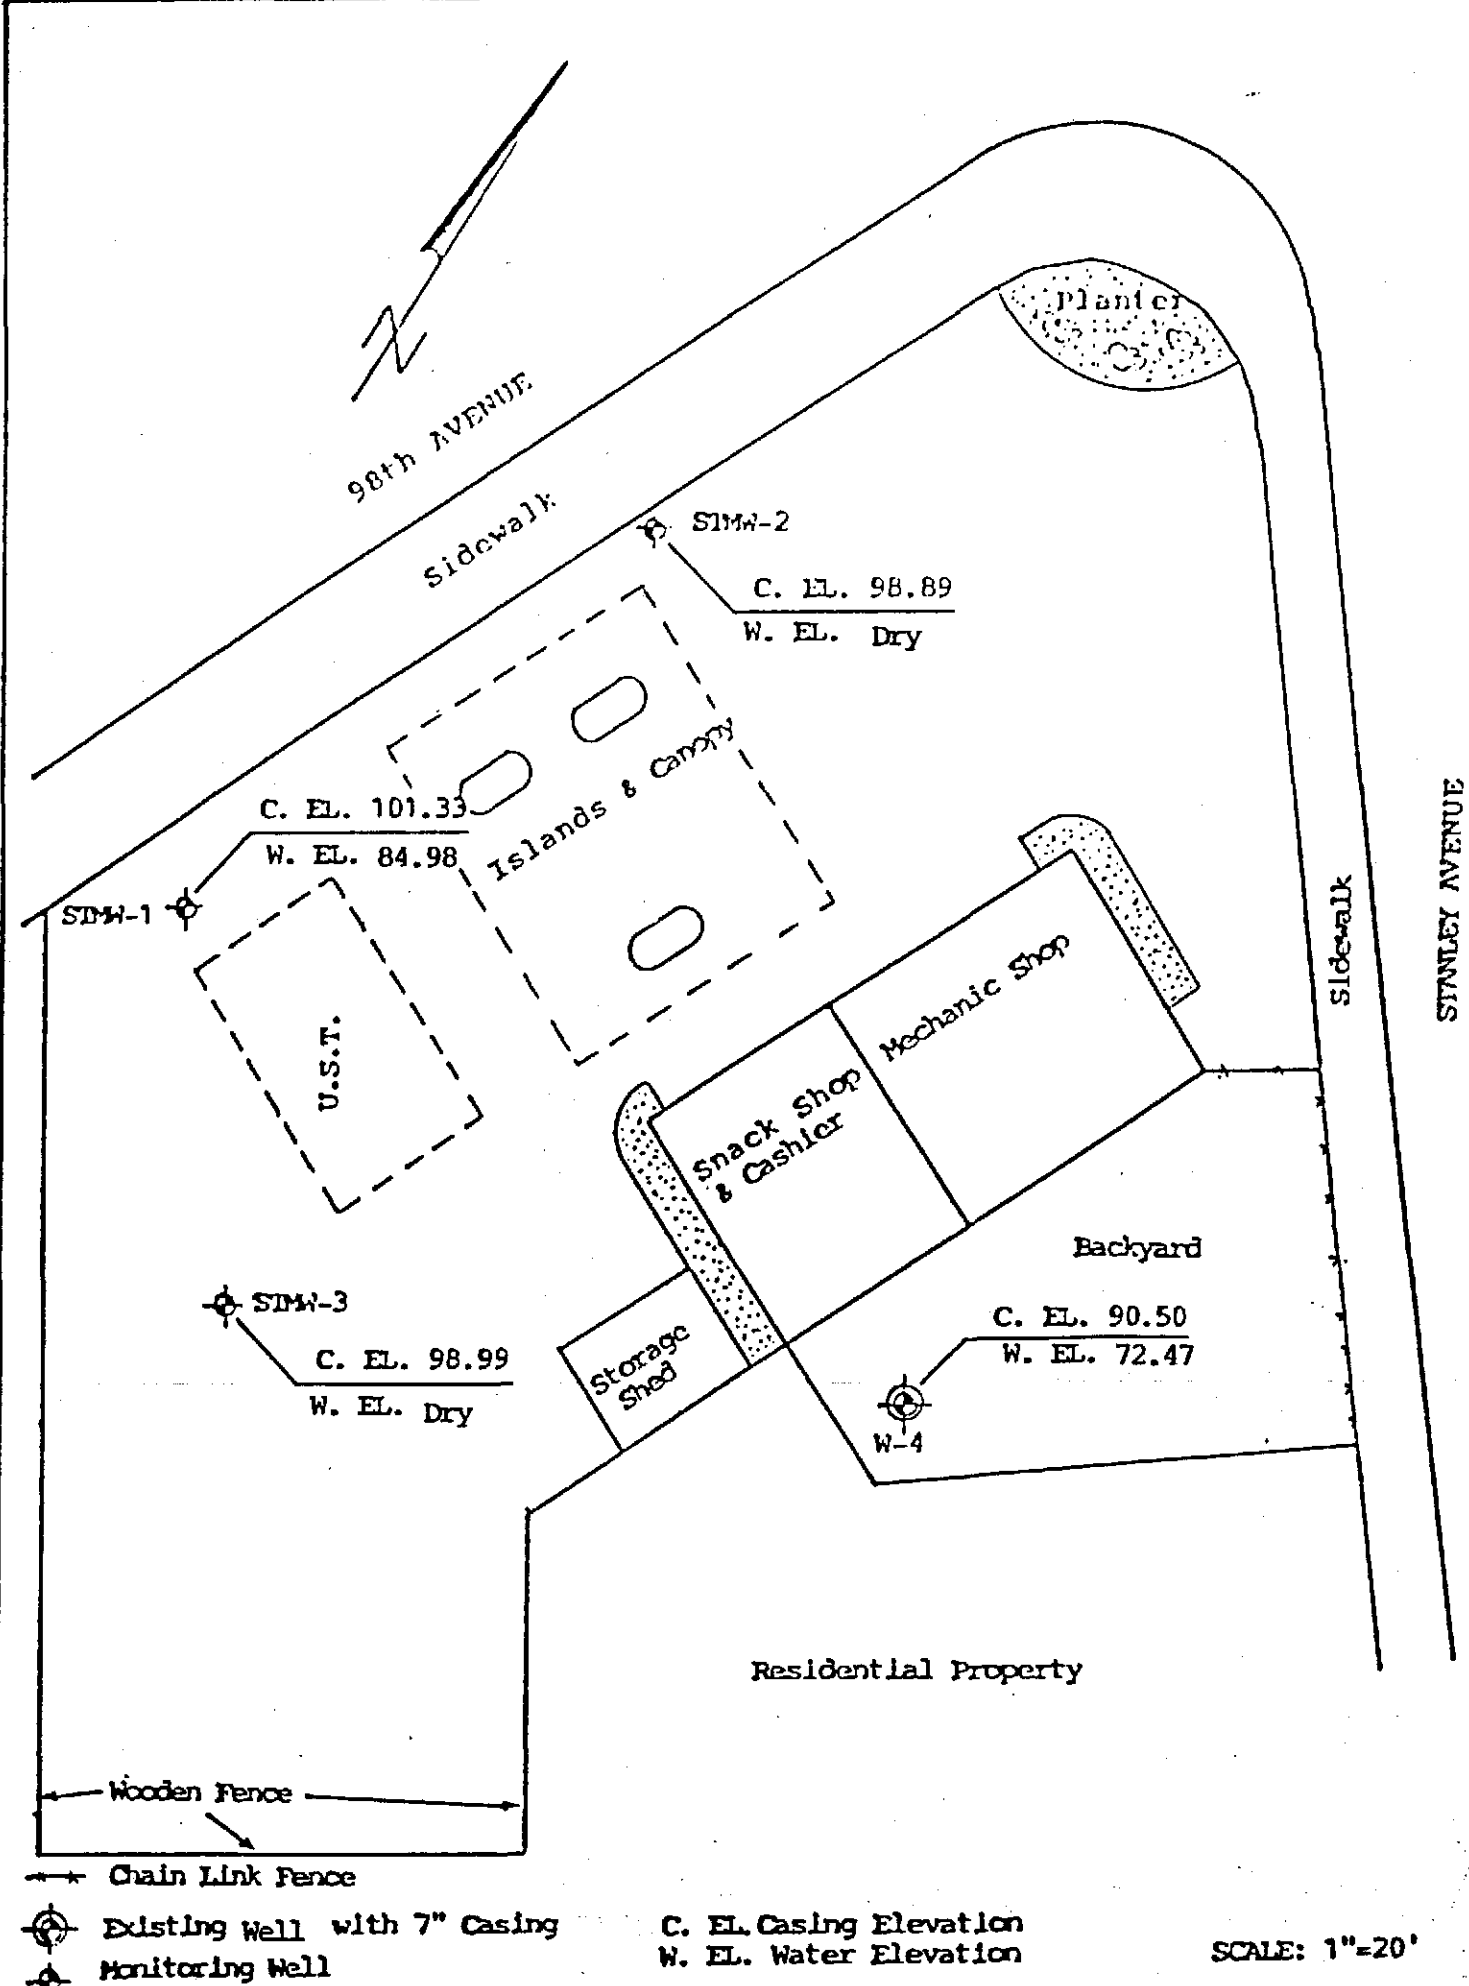 N
98th AVENUE
Sidewalk
Planter
STMW-2
C. EL. 98.89
W. EL. Dry
Islands & Canopy
C. EL. 101.33
W. EL. 84.98
STMW-1
U.S.T.
Mechanic Shop
Snack Shop
& Cashier
Sidewalk
STANLEY AVENUE
Backyard
STMW-3
C. EL. 98.99
W. EL. Dry
Storage
Shed
C. EL. 90.50
W. EL. 72.47
W-4
Residential Property
Wooden Fence
Chain Link Fence
Existing Well with 7" Casing
Monitoring Well
C. EL. Casing Elevation
W. EL. Water Elevation
SCALE: 1"=20'